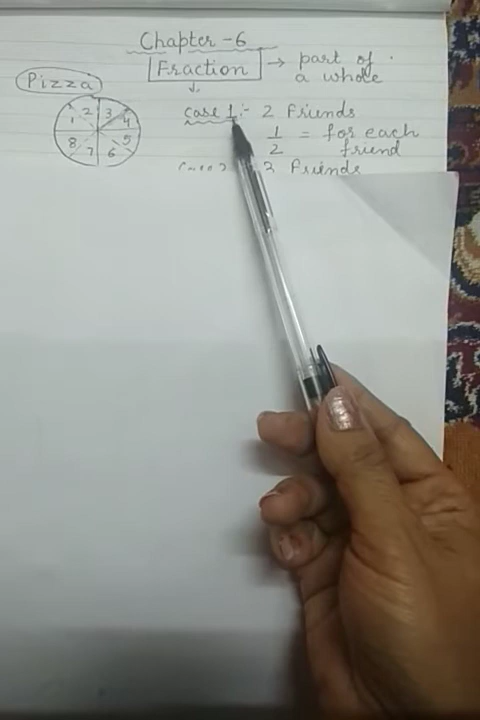 Chapter - 6
Fraction → part of a whole
↓
Pizza
1 2 3 4 5 6 7 8
Case 1:- 2 Friends
1/2 = for each friend
Friends